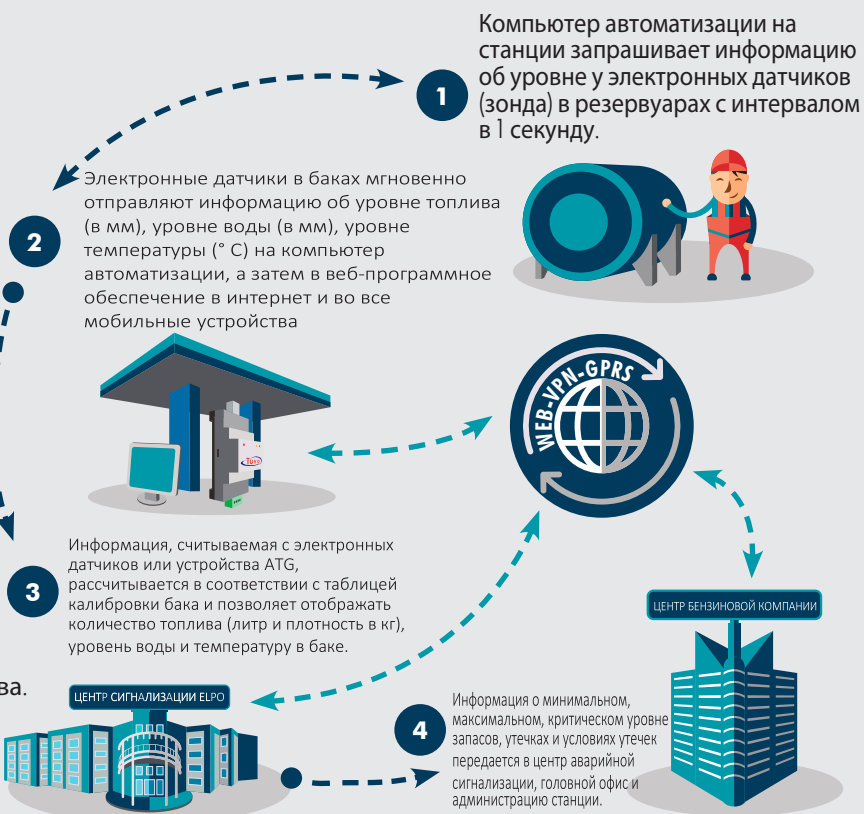 1
Компьютер автоматизации на
станции запрашивает информацию
об уровне у электронных датчиков
(зонда) в резервуарах с интервалом
в 1 секунду.
2
Электронные датчики в баках мгновенно
отправляют информацию об уровне топлива
(в мм), уровне воды (в мм), уровне
температуры (° С) на компьютер
автоматизации, а затем в веб-программное
обеспечение в интернет и во все
мобильные устройства
WEB-VPN-GPRS
3
Информация, считываемая с электронных
датчиков или устройства ATG,
рассчитывается в соответствии с таблицей
калибровки бака и позволяет отображать
количество топлива (литр и плотность в кг),
уровень воды и температуру в баке.
ва.
ЦЕНТР СИГНАЛИЗАЦИИ ELPO
ЦЕНТР БЕНЗИНОВОЙ КОМПАНИИ
4
Информация о минимальном,
максимальном, критическом уровне
запасов, утечках и условиях утечек
передается в центр аварийной
сигнализации, головной офис и
администрацию станции.